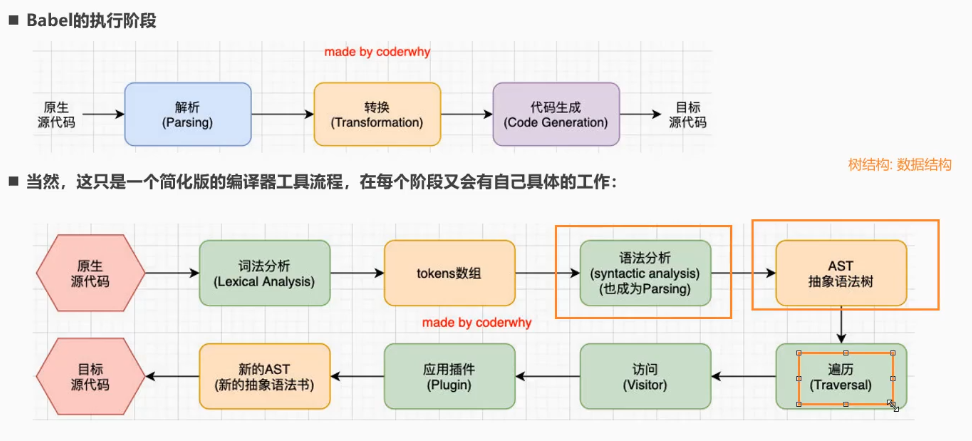 Babel的执行阶段
made by coderwhy
原生
源代码
解析
(Parsing)
转换
(Transformation)
代码生成
(Code Generation)
目标
源代码
树结构: 数据结构
当然，这只是一个简化版的编译器工具流程，在每个阶段又会有自己具体的工作：
原生
源代码
词法分析
(Lexical Analysis)
tokens数组
语法分析
(syntactic analysis)
(也成为Parsing)
AST
抽象语法树
made by coderwhy
目标
源代码
新的AST
(新的抽象语法书)
应用插件
(Plugin)
访问
(Visitor)
遍历
(Traversal)